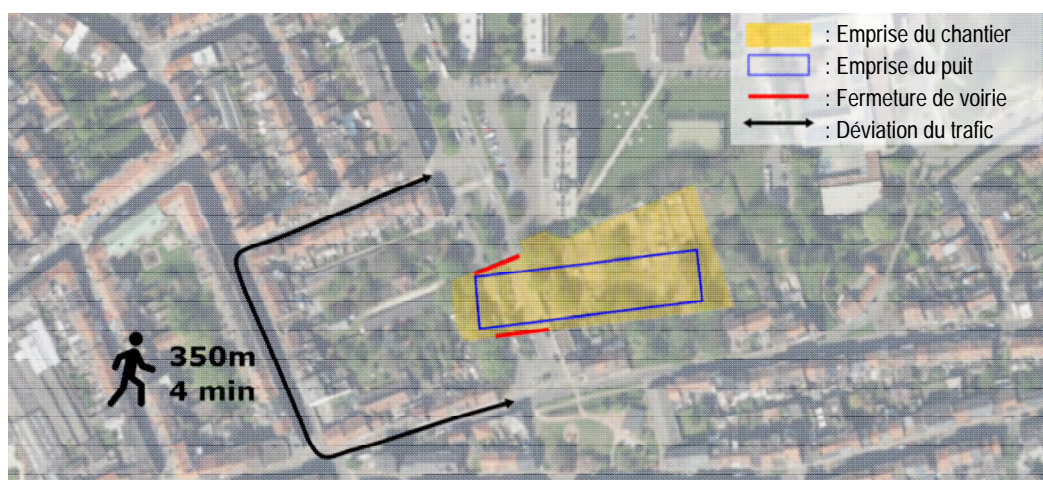 : Emprise du chantier
: Emprise du puit
: Fermeture de voirie
: Déviation du trafic
350m
4 min